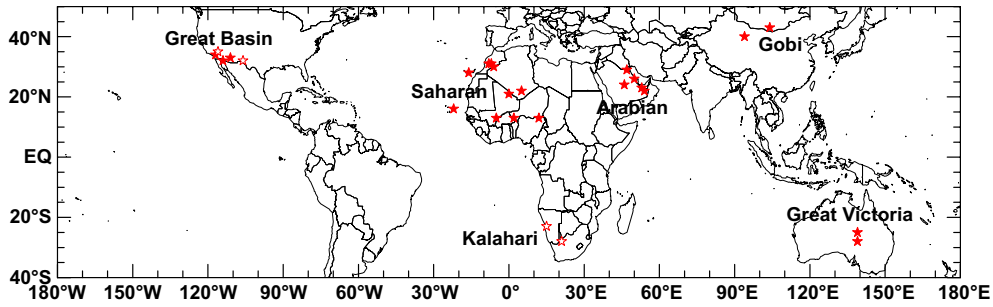 40°N
Great Basin
Gobi
Saharan
20°N
Arabian
EQ
20°S
Great Victoria
Kalahari
40°S
180°W 150°W 120°W 90°W 60°W 30°W 0° 30°E 60°E 90°E 120°E 150°E 180°E